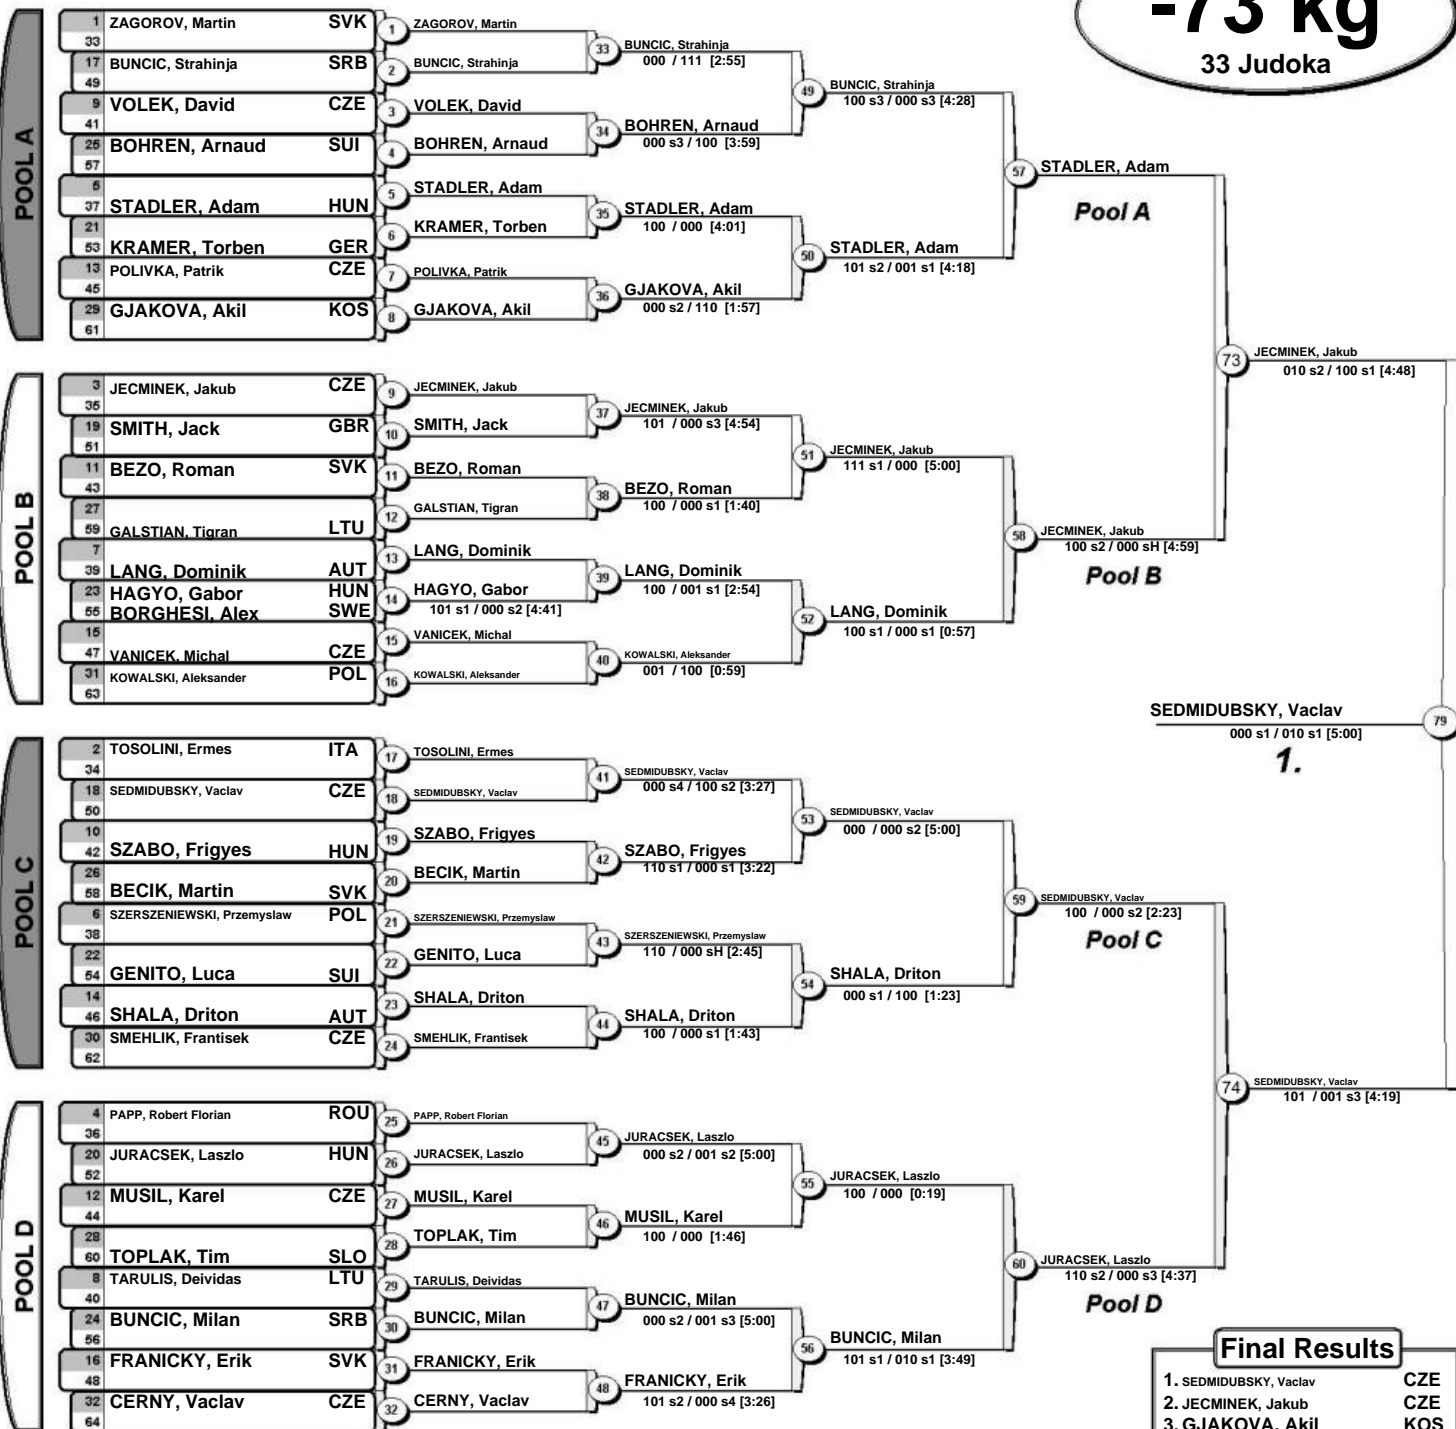 -73 kg
33 Judoka
POOL A
1 ZAGOROV, Martin SVK
33
17 BUNCIC, Strahinja SRB
49
9 VOLEK, David CZE
41
25 BOHREN, Arnaud SUI
57
5
37 STADLER, Adam HUN
21
53 KRAMER, Torben GER
13 POLIVKA, Patrik CZE
45
29 GJAKOVA, Akil KOS
61
1 ZAGOROV, Martin
2 BUNCIC, Strahinja
3 VOLEK, David
4 BOHREN, Arnaud
5 STADLER, Adam
6 KRAMER, Torben
7 POLIVKA, Patrik
8 GJAKOVA, Akil
33 BUNCIC, Strahinja
000 / 111 [2:55]
34 BOHREN, Arnaud
000 s3 / 100 [3:59]
35 STADLER, Adam
100 / 000 [4:01]
36 GJAKOVA, Akil
000 s2 / 110 [1:57]
49 BUNCIC, Strahinja
100 s3 / 000 s3 [4:28]
50 STADLER, Adam
101 s2 / 001 s1 [4:18]
57 STADLER, Adam
Pool A
POOL B
3 JECMINEK, Jakub CZE
35
19 SMITH, Jack GBR
51
11 BEZO, Roman SVK
43
27
59 GALSTIAN, Tigran LTU
7
39 LANG, Dominik AUT
23 HAGYO, Gabor HUN
55 BORGHESI, Alex SWE
15
47 VANICEK, Michal CZE
31 KOWALSKI, Aleksander POL
63
9 JECMINEK, Jakub
10 SMITH, Jack
11 BEZO, Roman
12 GALSTIAN, Tigran
13 LANG, Dominik
14 HAGYO, Gabor
101 s1 / 000 s2 [4:41]
15 VANICEK, Michal
16 KOWALSKI, Aleksander
37 JECMINEK, Jakub
101 / 000 s3 [4:54]
38 BEZO, Roman
100 / 000 s1 [1:40]
39 LANG, Dominik
100 / 001 s1 [2:54]
40 KOWALSKI, Aleksander
001 / 100 [0:59]
51 JECMINEK, Jakub
111 s1 / 000 [5:00]
52 LANG, Dominik
100 s1 / 000 s1 [0:57]
58 JECMINEK, Jakub
100 s2 / 000 sH [4:59]
Pool B
73 JECMINEK, Jakub
010 s2 / 100 s1 [4:48]
SEDMIDUBSKY, Vaclav 79
000 s1 / 010 s1 [5:00]
1.
POOL C
2 TOSOLINI, Ermes ITA
34
18 SEDMIDUBSKY, Vaclav CZE
50
10
42 SZABO, Frigyes HUN
26
58 BECIK, Martin SVK
6 SZERSZENIEWSKI, Przemyslaw POL
38
22
54 GENITO, Luca SUI
14
46 SHALA, Driton AUT
30 SMEHLIK, Frantisek CZE
62
17 TOSOLINI, Ermes
18 SEDMIDUBSKY, Vaclav
19 SZABO, Frigyes
20 BECIK, Martin
21 SZERSZENIEWSKI, Przemyslaw
22 GENITO, Luca
23 SHALA, Driton
24 SMEHLIK, Frantisek
41 SEDMIDUBSKY, Vaclav
000 s4 / 100 s2 [3:27]
42 SZABO, Frigyes
110 s1 / 000 s1 [3:22]
43 SZERSZENIEWSKI, Przemyslaw
110 / 000 sH [2:45]
44 SHALA, Driton
100 / 000 s1 [1:43]
53 SEDMIDUBSKY, Vaclav
000 / 000 s2 [5:00]
54 SHALA, Driton
000 s1 / 100 [1:23]
59 SEDMIDUBSKY, Vaclav
100 / 000 s2 [2:23]
Pool C
74 SEDMIDUBSKY, Vaclav
101 / 001 s3 [4:19]
POOL D
4 PAPP, Robert Florian ROU
36
20 JURACSEK, Laszlo HUN
52
12 MUSIL, Karel CZE
44
28
60 TOPLAK, Tim SLO
8 TARULIS, Deividas LTU
40
24 BUNCIC, Milan SRB
56
16 FRANICKY, Erik SVK
48
32 CERNY, Vaclav CZE
64
25 PAPP, Robert Florian
26 JURACSEK, Laszlo
27 MUSIL, Karel
28 TOPLAK, Tim
29 TARULIS, Deividas
30 BUNCIC, Milan
31 FRANICKY, Erik
32 CERNY, Vaclav
45 JURACSEK, Laszlo
000 s2 / 001 s2 [5:00]
46 MUSIL, Karel
100 / 000 [1:46]
47 BUNCIC, Milan
000 s2 / 001 s3 [5:00]
48 FRANICKY, Erik
101 s2 / 000 s4 [3:26]
55 JURACSEK, Laszlo
100 / 000 [0:19]
56 BUNCIC, Milan
101 s1 / 010 s1 [3:49]
60 JURACSEK, Laszlo
110 s2 / 000 s3 [4:37]
Pool D
Final Results
1. SEDMIDUBSKY, Vaclav CZE
2. JECMINEK, Jakub CZE
3. GJAKOVA, Akil KOS